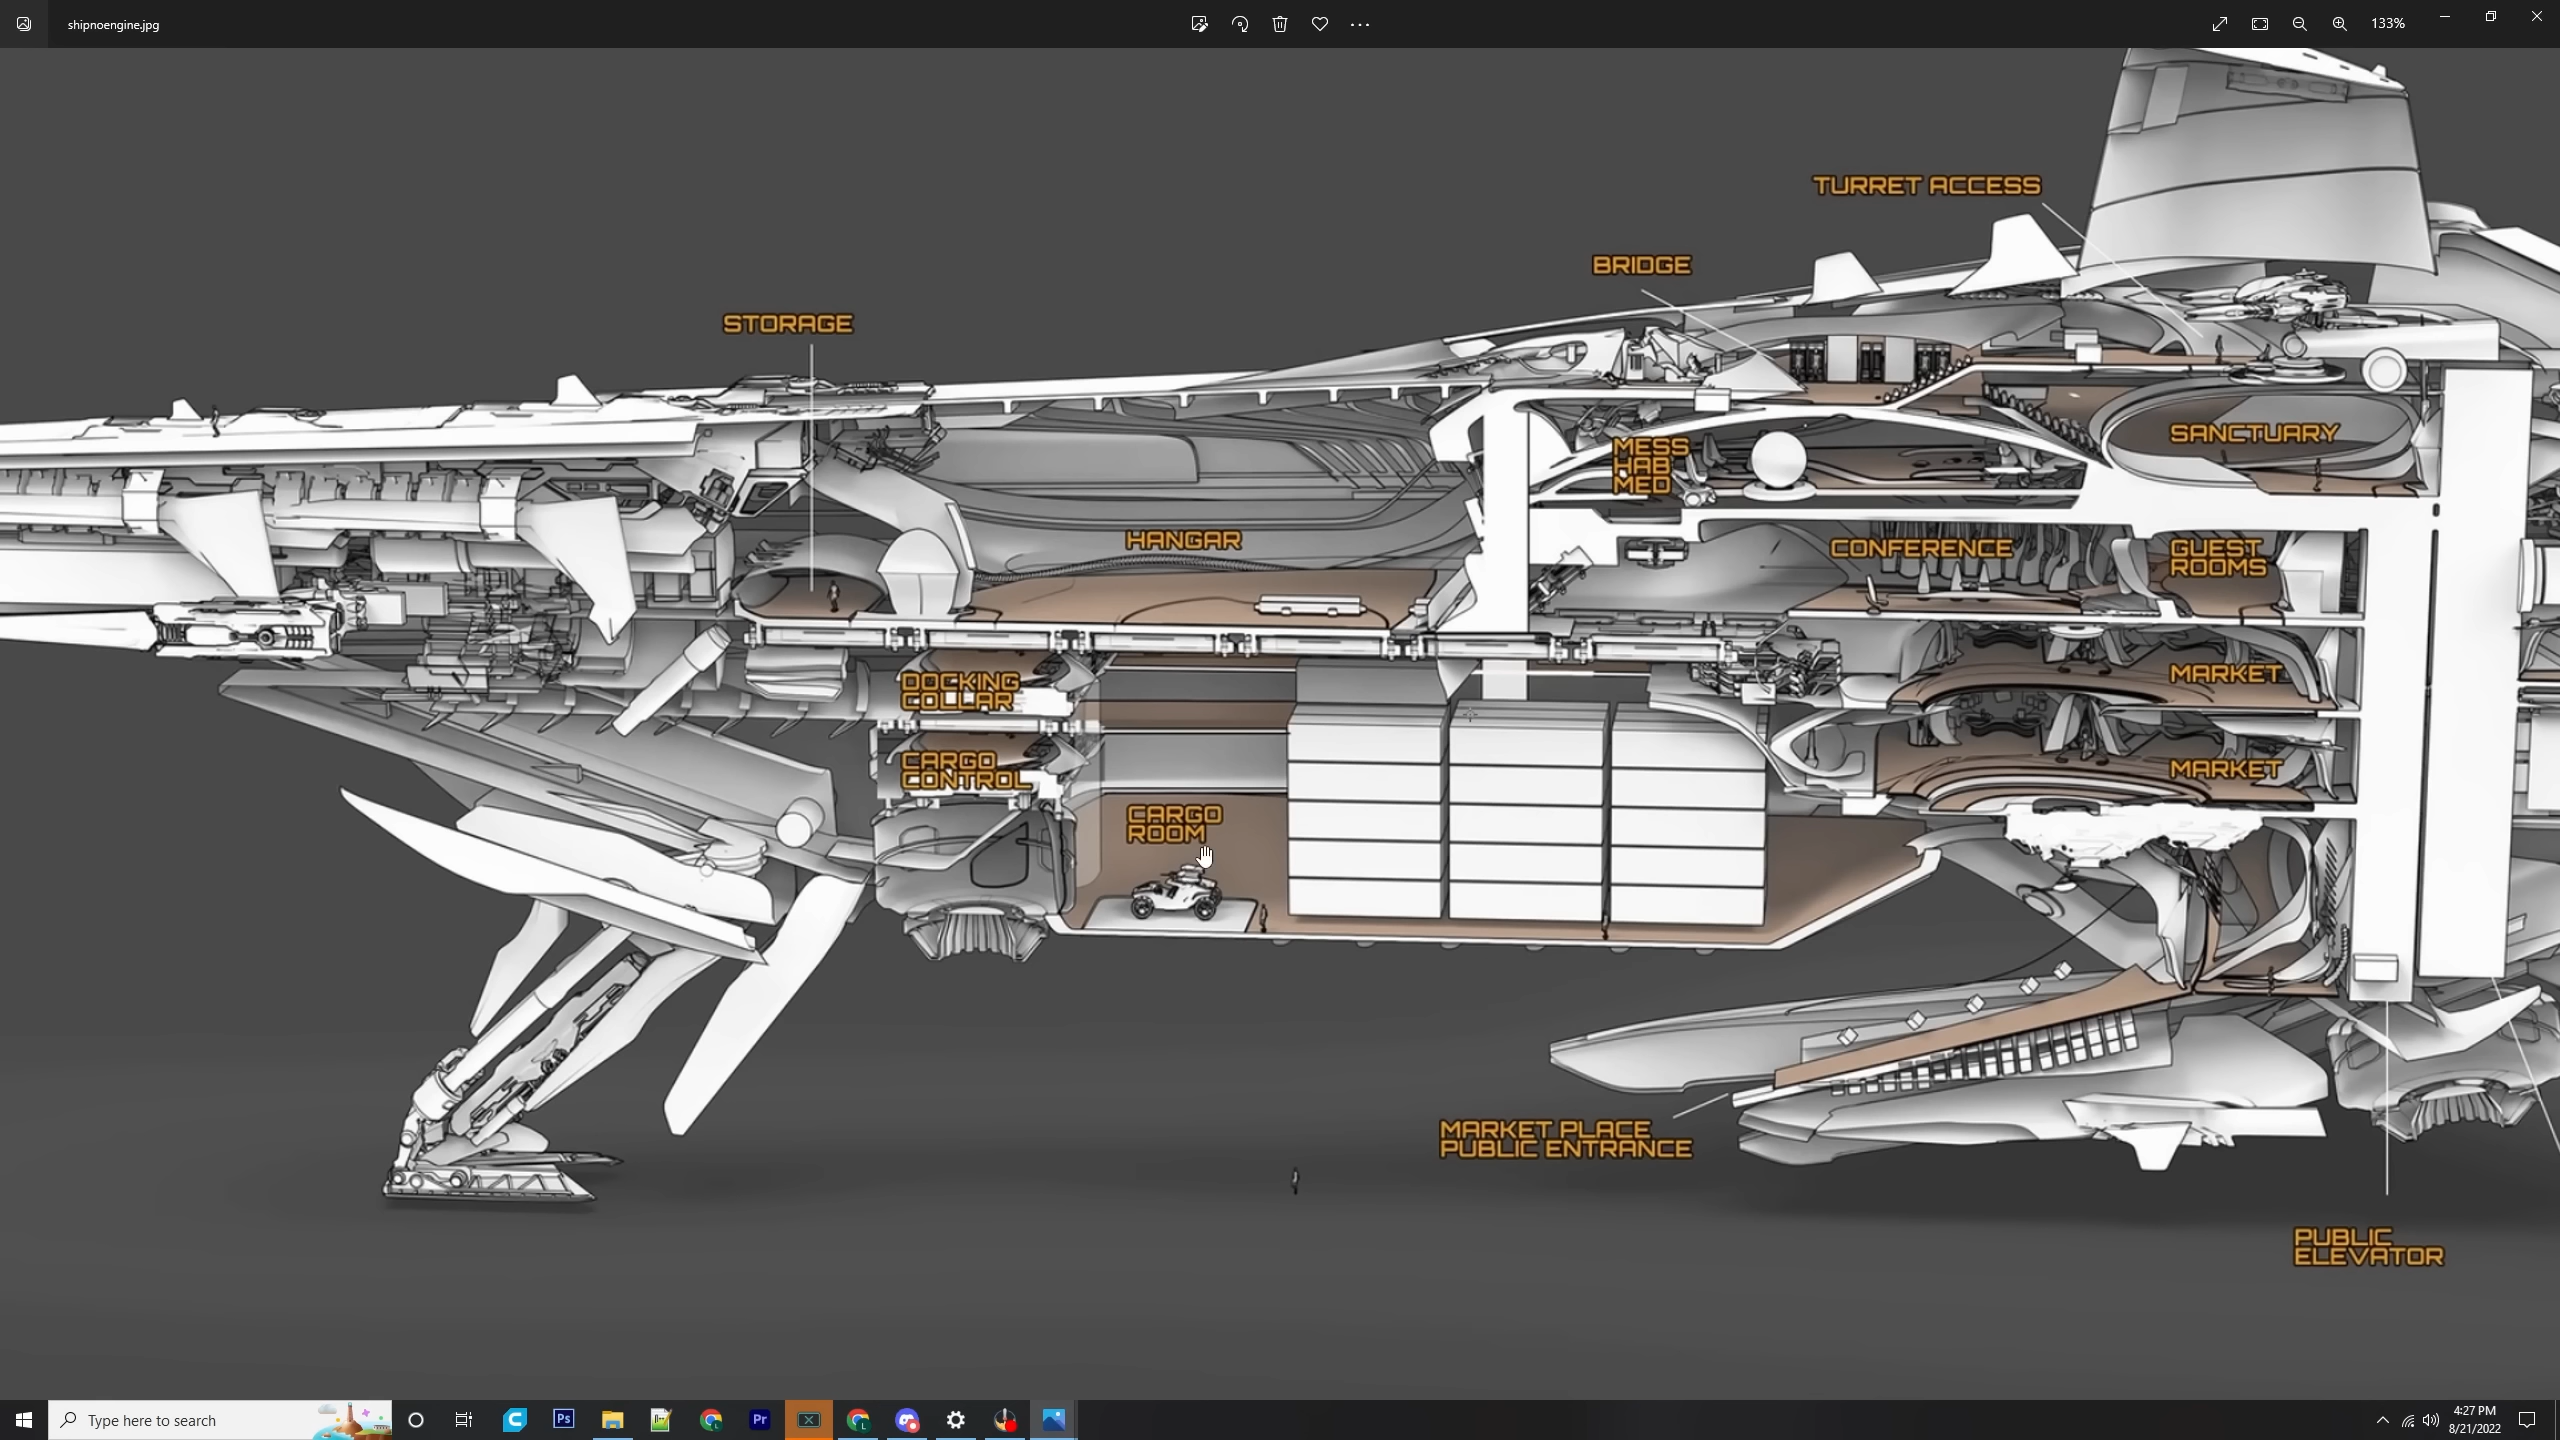 shipnoengine.jpg
133%
TURRET ACCESS
BRIDGE
STORAGE
MESS
HAB
MED
SANCTUARY
HANGAR
CONFERENCE
GUEST
ROOMS
DOCKING
COLLAR
MARKET
CARGO
CONTROL
MARKET
CARGO
ROOM
MARKET PLACE
PUBLIC ENTRANCE
PUBLIC
ELEVATOR
Type here to search
Ps
Pr
4:27 PM
8/21/2022